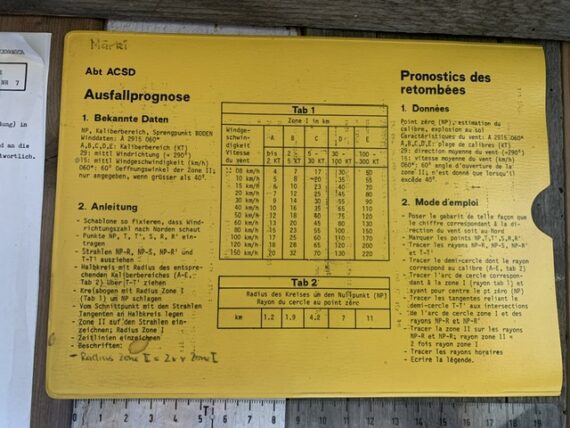 Märki
Abt ACSD
Ausfallprognose
1. Bekannte Daten
NP, Kaliberbereich, Sprengpunkt BODEN
Winddaten: A 2915 060*
A,B,C,D,E: Kaliberbereich (KT)
29: mittl Windrichtung (× 290°)
15: mittl Windgeschwindigkeit (km/h)
060*: 60° Oeffnungswinkel der Zone II;
nur angegeben, wenn grösser als 40°.
2. Anleitung
- Schablone so fixieren, dass Wind-
richtungszahl nach Norden schaut
- Punkte NP, T, T', S, R, R' ein-
tragen
- Strahlen NP-R, NP-S, NP-R' und
T-T' ausziehen
- Halbkreis mit Radius des entspre-
chenden Kaliberbereiches (A-E,
Tab 2) über T-T' ziehen
- Kreisbogen mit Radius Zone I
(Tab 1) um NP schlagen
- Vom Schnittpunkt mit den Strahlen
Tangenten an Halbkreis legen
- Zone II auf den Strahlen ein-
zeichnen; Radius Zone I
- Zeitlinien einzeichnen
- Beschriften:
- Radius Zone II = 2 x Zone I
Tab 1
Zone I in km
Windge-
schwin-
digkeit
Vitesse
du vent
A B C D E
bis 2 KT
2 - 5 KT
5 - 30 KT
30 - 100 KT
100 - 300 KT
08 km/h 4 7 17 30 50
10 km/h 5 8 20 35 55
15 km/h 6 10 23 40 70
20 km/h 7 12 25 45 80
30 km/h 9 14 30 55 90
40 km/h 10 16 35 65 110
50 km/h 12 18 40 75 120
60 km/h 13 20 45 80 130
80 km/h 15 23 55 100 150
100 km/h 17 25 60 110 170
120 km/h 18 28 65 120 200
150 km/h 20 32 70 130 220
Tab 2
Radius des Kreises um den Nullpunkt (NP)
Rayon du cercle au point zéro
km 1.2 1.9 4.2 7 11
Pronostics des
retombées
1. Données
Point zéro (NP), estimation du
calibre, explosion au sol
Caractéristiques du vent: A 2915 060*
A,B,C,D,E: plage de calibres (KT)
29: direction moyenne du vent (=290°)
15: vitesse moyenne du vent (km/h)
060*: 60° angle d'ouverture de la
zone II; n'est donné que lorsqu'il
excède 40°.
2. Mode d'emploi
- Poser le gabarit de telle façon que
le chiffre correspondant à la di-
rection du vent soit au Nord
- Marquer les points NP,T,T',S,R,R'
- Tracer les rayons NP-R, NP-S, NP-R'
et T-T'
- Tracer le demi-cercle dont le rayon
correspond au calibre (A-E, tab 2)
- Tracer l'arc de cercle correspon-
dant à la zone I (rayon tab 1) et
ayant pour centre le pt zéro (NP)
- Tracer les tangentes reliant le
demi-cercle T-T' aux intersections
de l'arc de cercle zone I et des
rayons NP-R et NP-R'
- Tracer la zone II sur les rayons
NP-R et NP-R'; rayon zone II =
2 fois rayon zone I
- Tracer les rayons horaires
- Ecrire la légende.